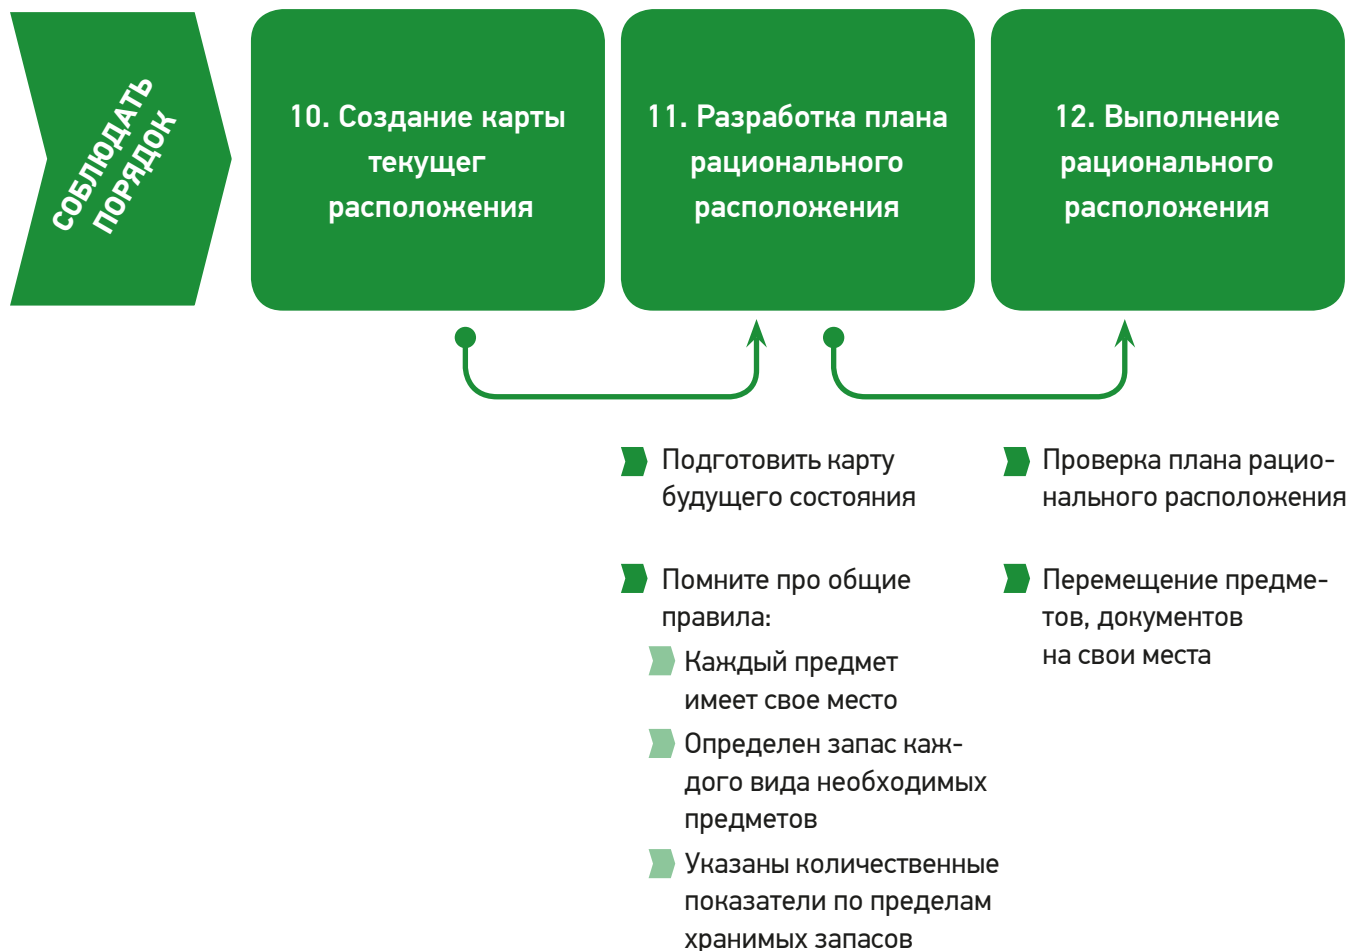 СОБЛЮДАТЬ
ПОРЯДОК
10. Создание карты
текущег
расположения
11. Разработка плана
рационального
расположения
12. Выполнение
рационального
расположения
Подготовить карту
будущего состояния
Помните про общие
правила:
Каждый предмет
имеет свое место
Определен запас каж-
дого вида необходимых
предметов
Указаны количественные
показатели по пределам
хранимых запасов
Проверка плана рацио-
нального расположения
Перемещение предме-
тов, документов
на свои места